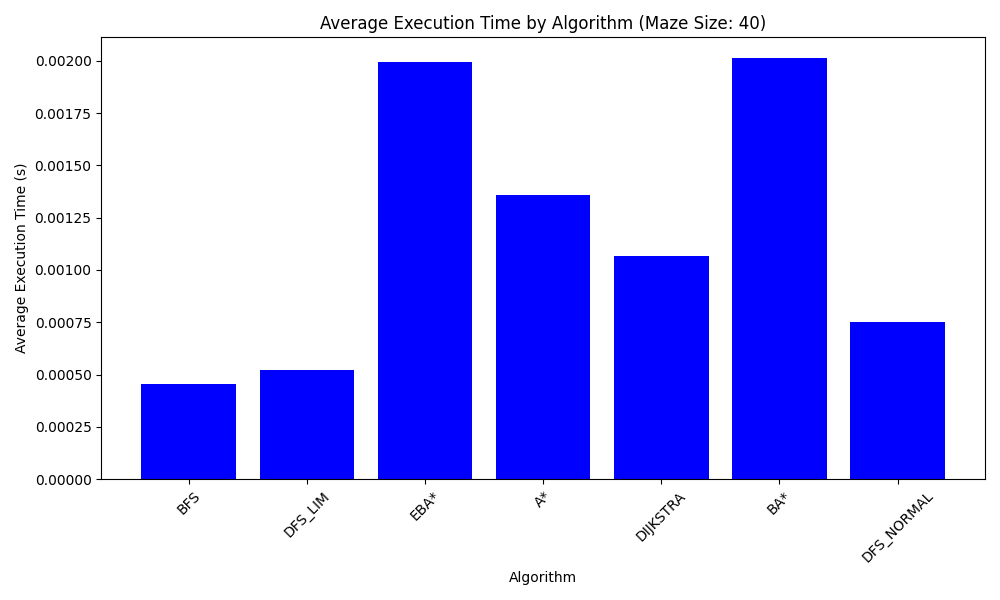 Average Execution Time by Algorithm (Maze Size: 40)
Average Execution Time (s)
0.00200
0.00175
0.00150
0.00125
0.00100
0.00075
0.00050
0.00025
0.00000
BFS
DFS_LIM
EBA*
A*
DIJKSTRA
BA*
DFS_NORMAL
Algorithm